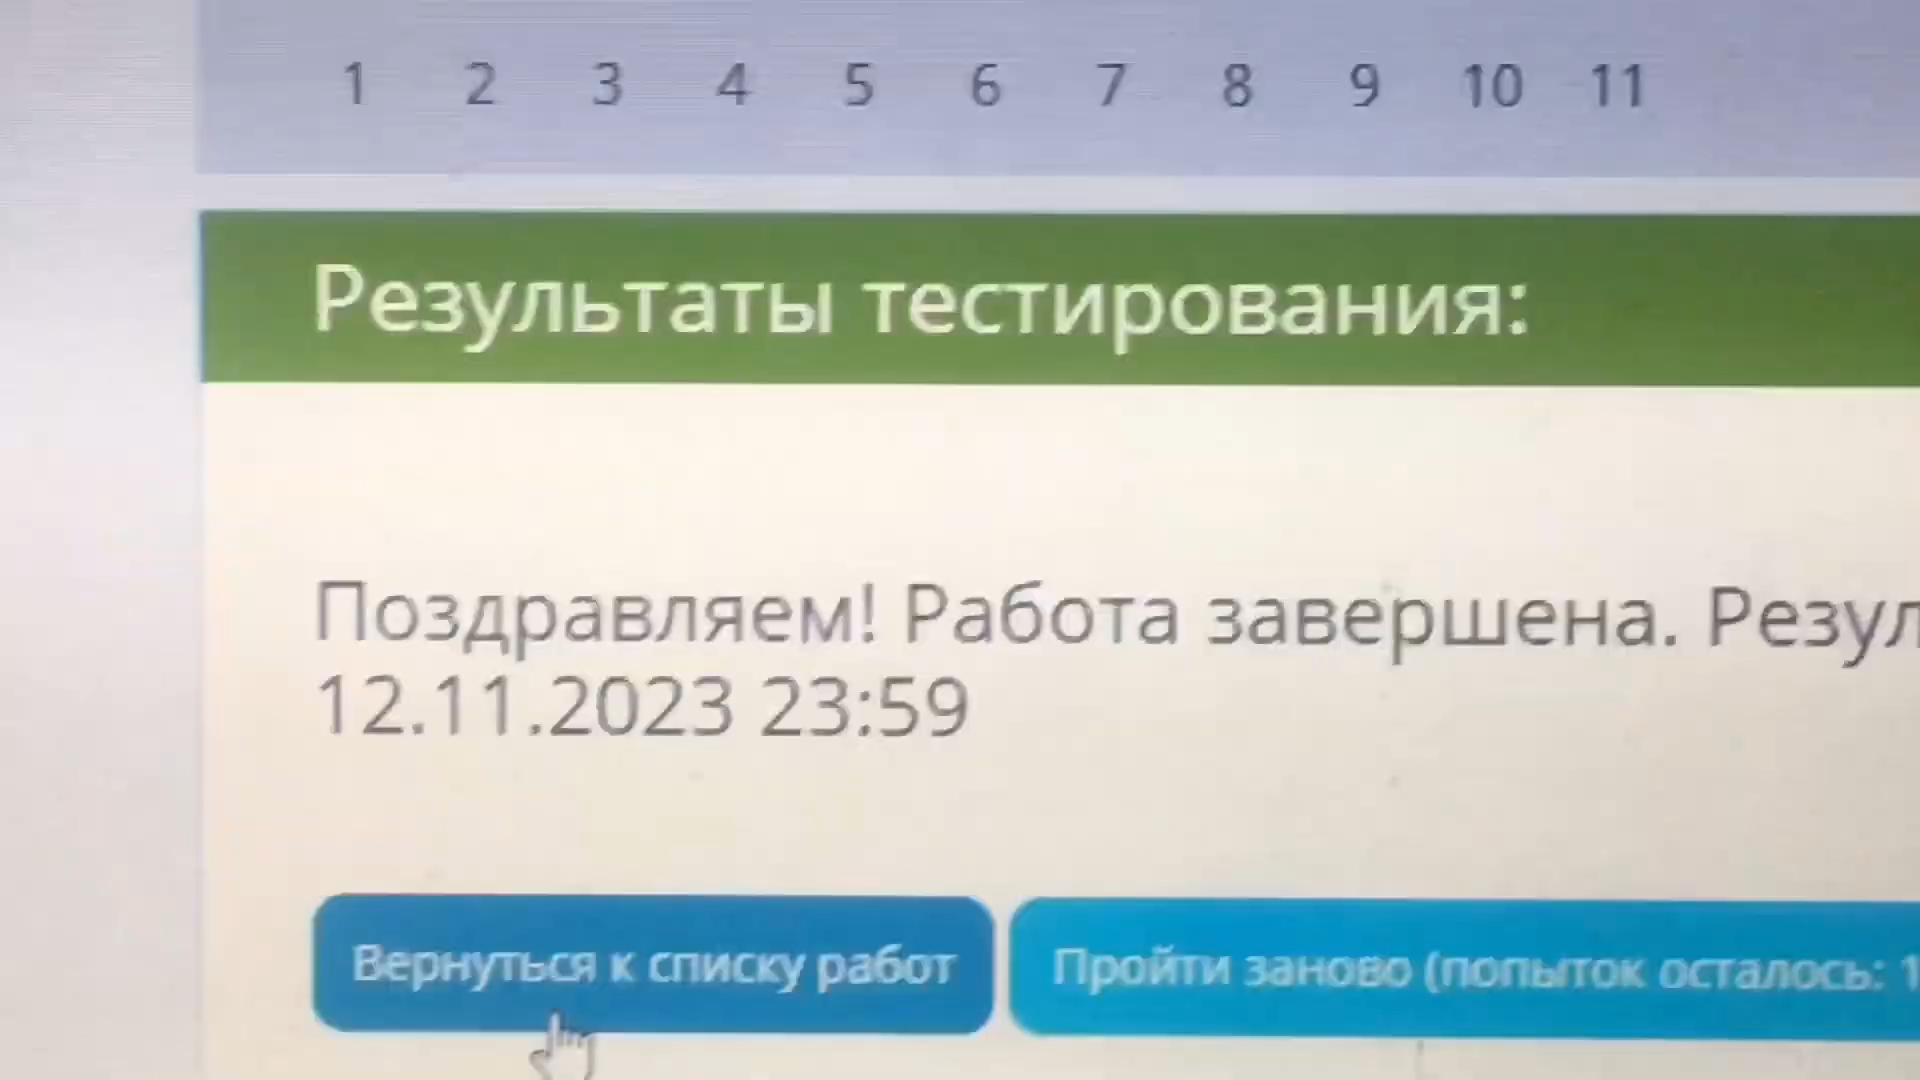 1 2 3 4 5 6 7 8 9 10 11
Результаты тестирования:
Поздравляем! Работа завершена.
12.11.2023 23:59
Вернуться к списку работ
Пройти заново (попыток осталось: 1